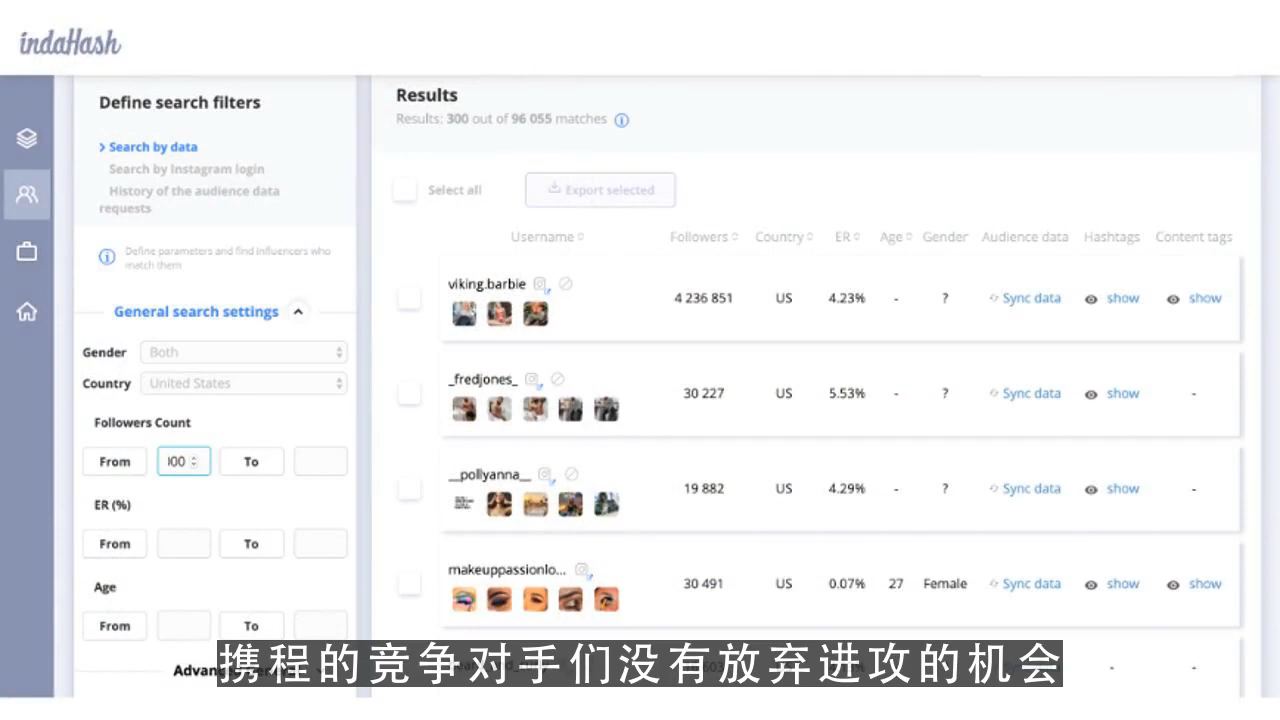 indaHash
Define search filters
Search by data
Search by Instagram login
History of the audience data
requests
Define parameters and find influencers who
match them
General search settings
Gender Both
Country United States
Followers Count
From 100 To
ER (%)
From To
Age
From To
Results
Results: 300 out of 96 055 matches
Select all Export selected
Username Followers Country ER Age Gender Audience data Hashtags Content tags
viking.barbie 4 236 851 US 4.23% - ? Sync data show show
_fredjones_ 30 227 US 5.53% - ? Sync data show -
__pollyanna__ 19 882 US 4.29% - ? Sync data show -
makeuppassionlo... 30 491 US 0.07% 27 Female Sync data show show
携程的竞争对手们没有放弃进攻的机会